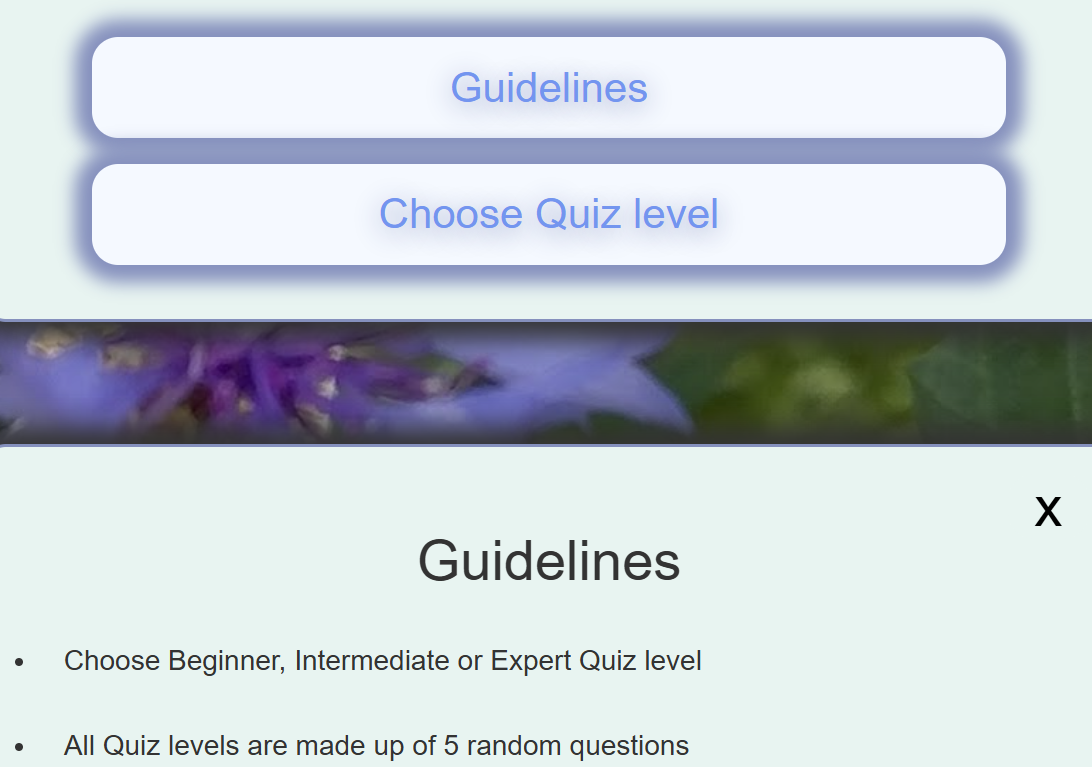 Guidelines
Choose Quiz level
X
Guidelines
• Choose Beginner, Intermediate or Expert Quiz level
• All Quiz levels are made up of 5 random questions